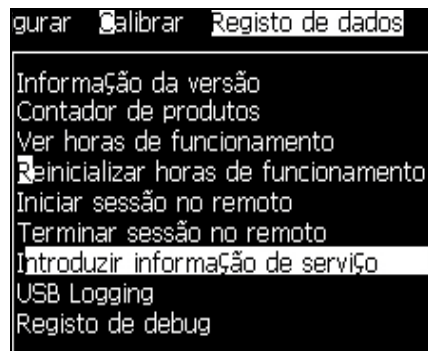 gurar Calibrar Registo de dados
Informação da versão
Contador de produtos
Ver horas de funcionamento
Reinicializar horas de funcionamento
Iniciar sessão no remoto
Terminar sessão no remoto
Introduzir informação de serviço
USB Logging
Registo de debug